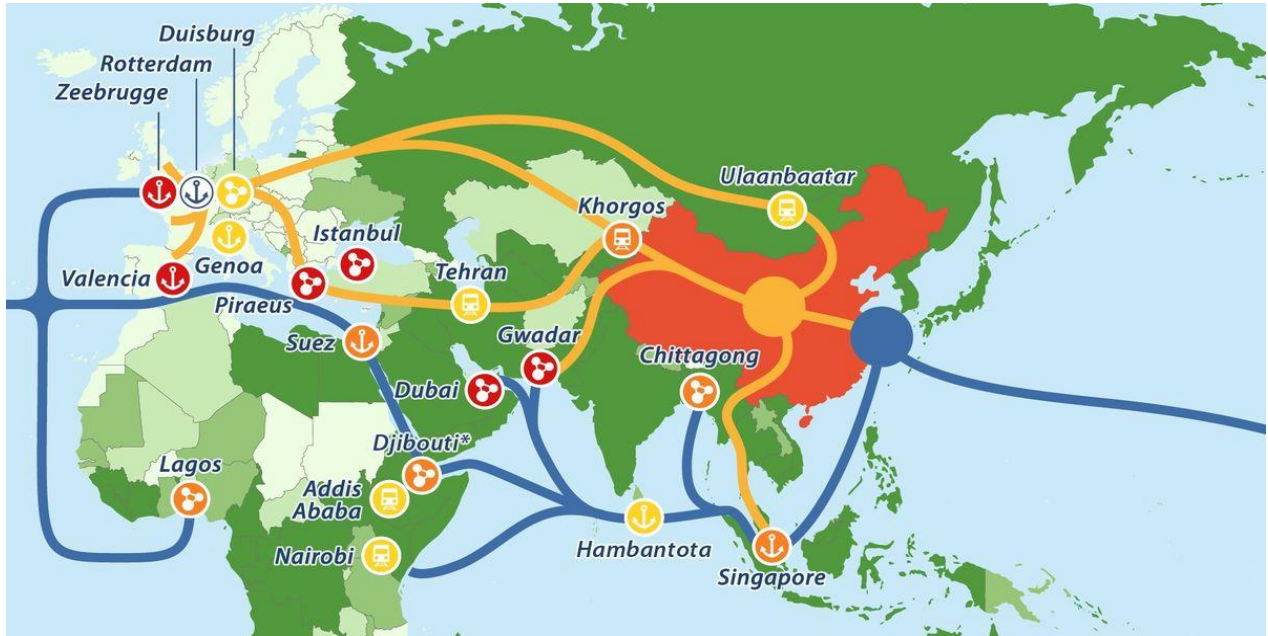 Duisburg
Rotterdam
Zeebrugge
Ulaanbaatar
Khorgos
Istanbul
Valencia
Genoa
Tehran
Piraeus
Gwadar
Suez
Chittagong
Dubai
Djibouti*
Lagos
Addis
Ababa
Nairobi
Hambantota
Singapore